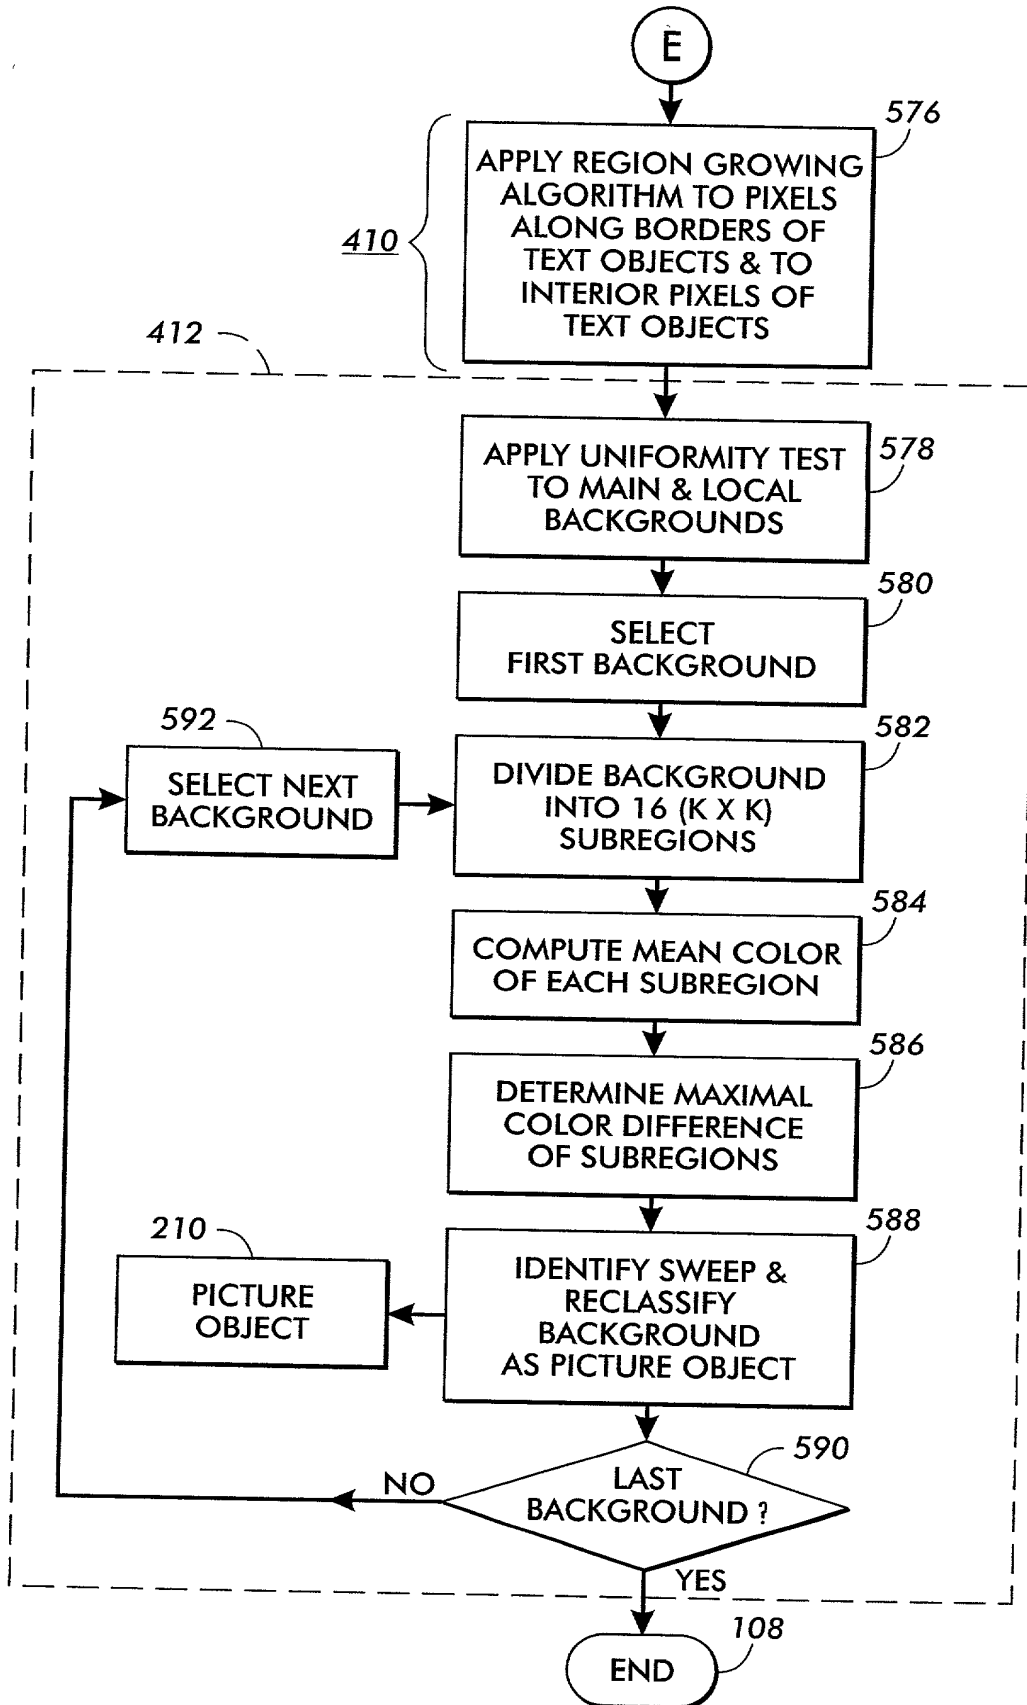 E
576
APPLY REGION GROWING
ALGORITHM TO PIXELS
ALONG BORDERS OF
TEXT OBJECTS & TO
INTERIOR PIXELS OF
TEXT OBJECTS
410
412
APPLY UNIFORMITY TEST
TO MAIN & LOCAL
BACKGROUNDS
578
580
SELECT
FIRST BACKGROUND
592
SELECT NEXT
BACKGROUND
582
DIVIDE BACKGROUND
INTO 16 (K X K)
SUBREGIONS
584
COMPUTE MEAN COLOR
OF EACH SUBREGION
586
DETERMINE MAXIMAL
COLOR DIFFERENCE
OF SUBREGIONS
588
IDENTIFY SWEEP &
RECLASSIFY
BACKGROUND
AS PICTURE OBJECT
210
PICTURE
OBJECT
590
LAST
BACKGROUND ?
NO
YES
108
END